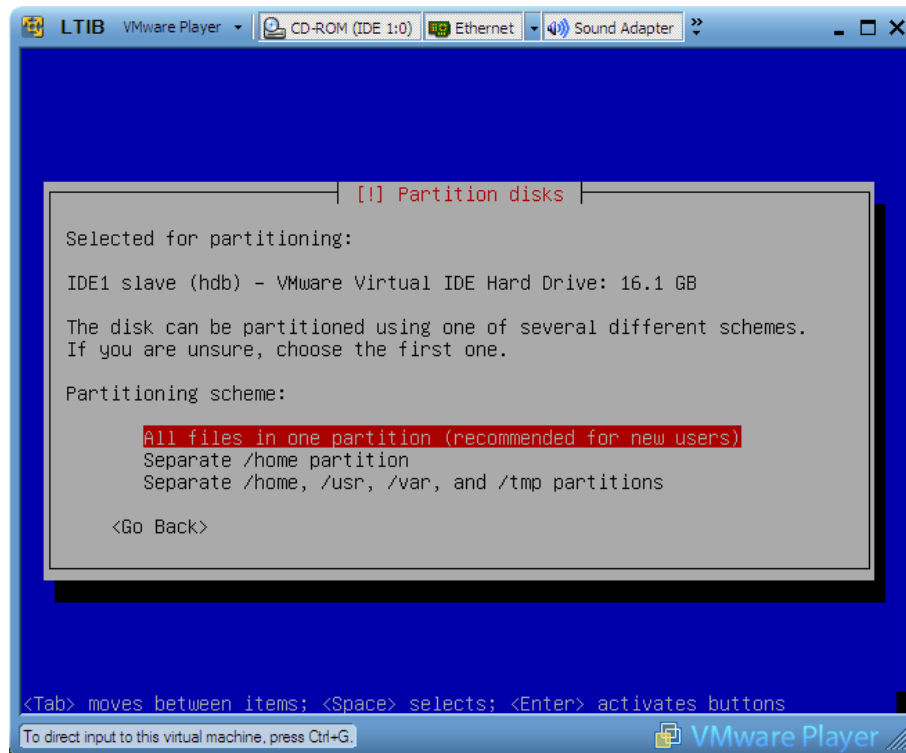 LTIB VMware Player CD-ROM (IDE 1:0) Ethernet Sound Adapter
[!] Partition disks
Selected for partitioning:
IDE1 slave (hdb) – VMware Virtual IDE Hard Drive: 16.1 GB
The disk can be partitioned using one of several different schemes.
If you are unsure, choose the first one.
Partitioning scheme:
All files in one partition (recommended for new users)
Separate /home partition
Separate /home, /usr, /var, and /tmp partitions
<Go Back>
<Tab> moves between items; <Space> selects; <Enter> activates buttons
To direct input to this virtual machine, press Ctrl+G.
VMware Player